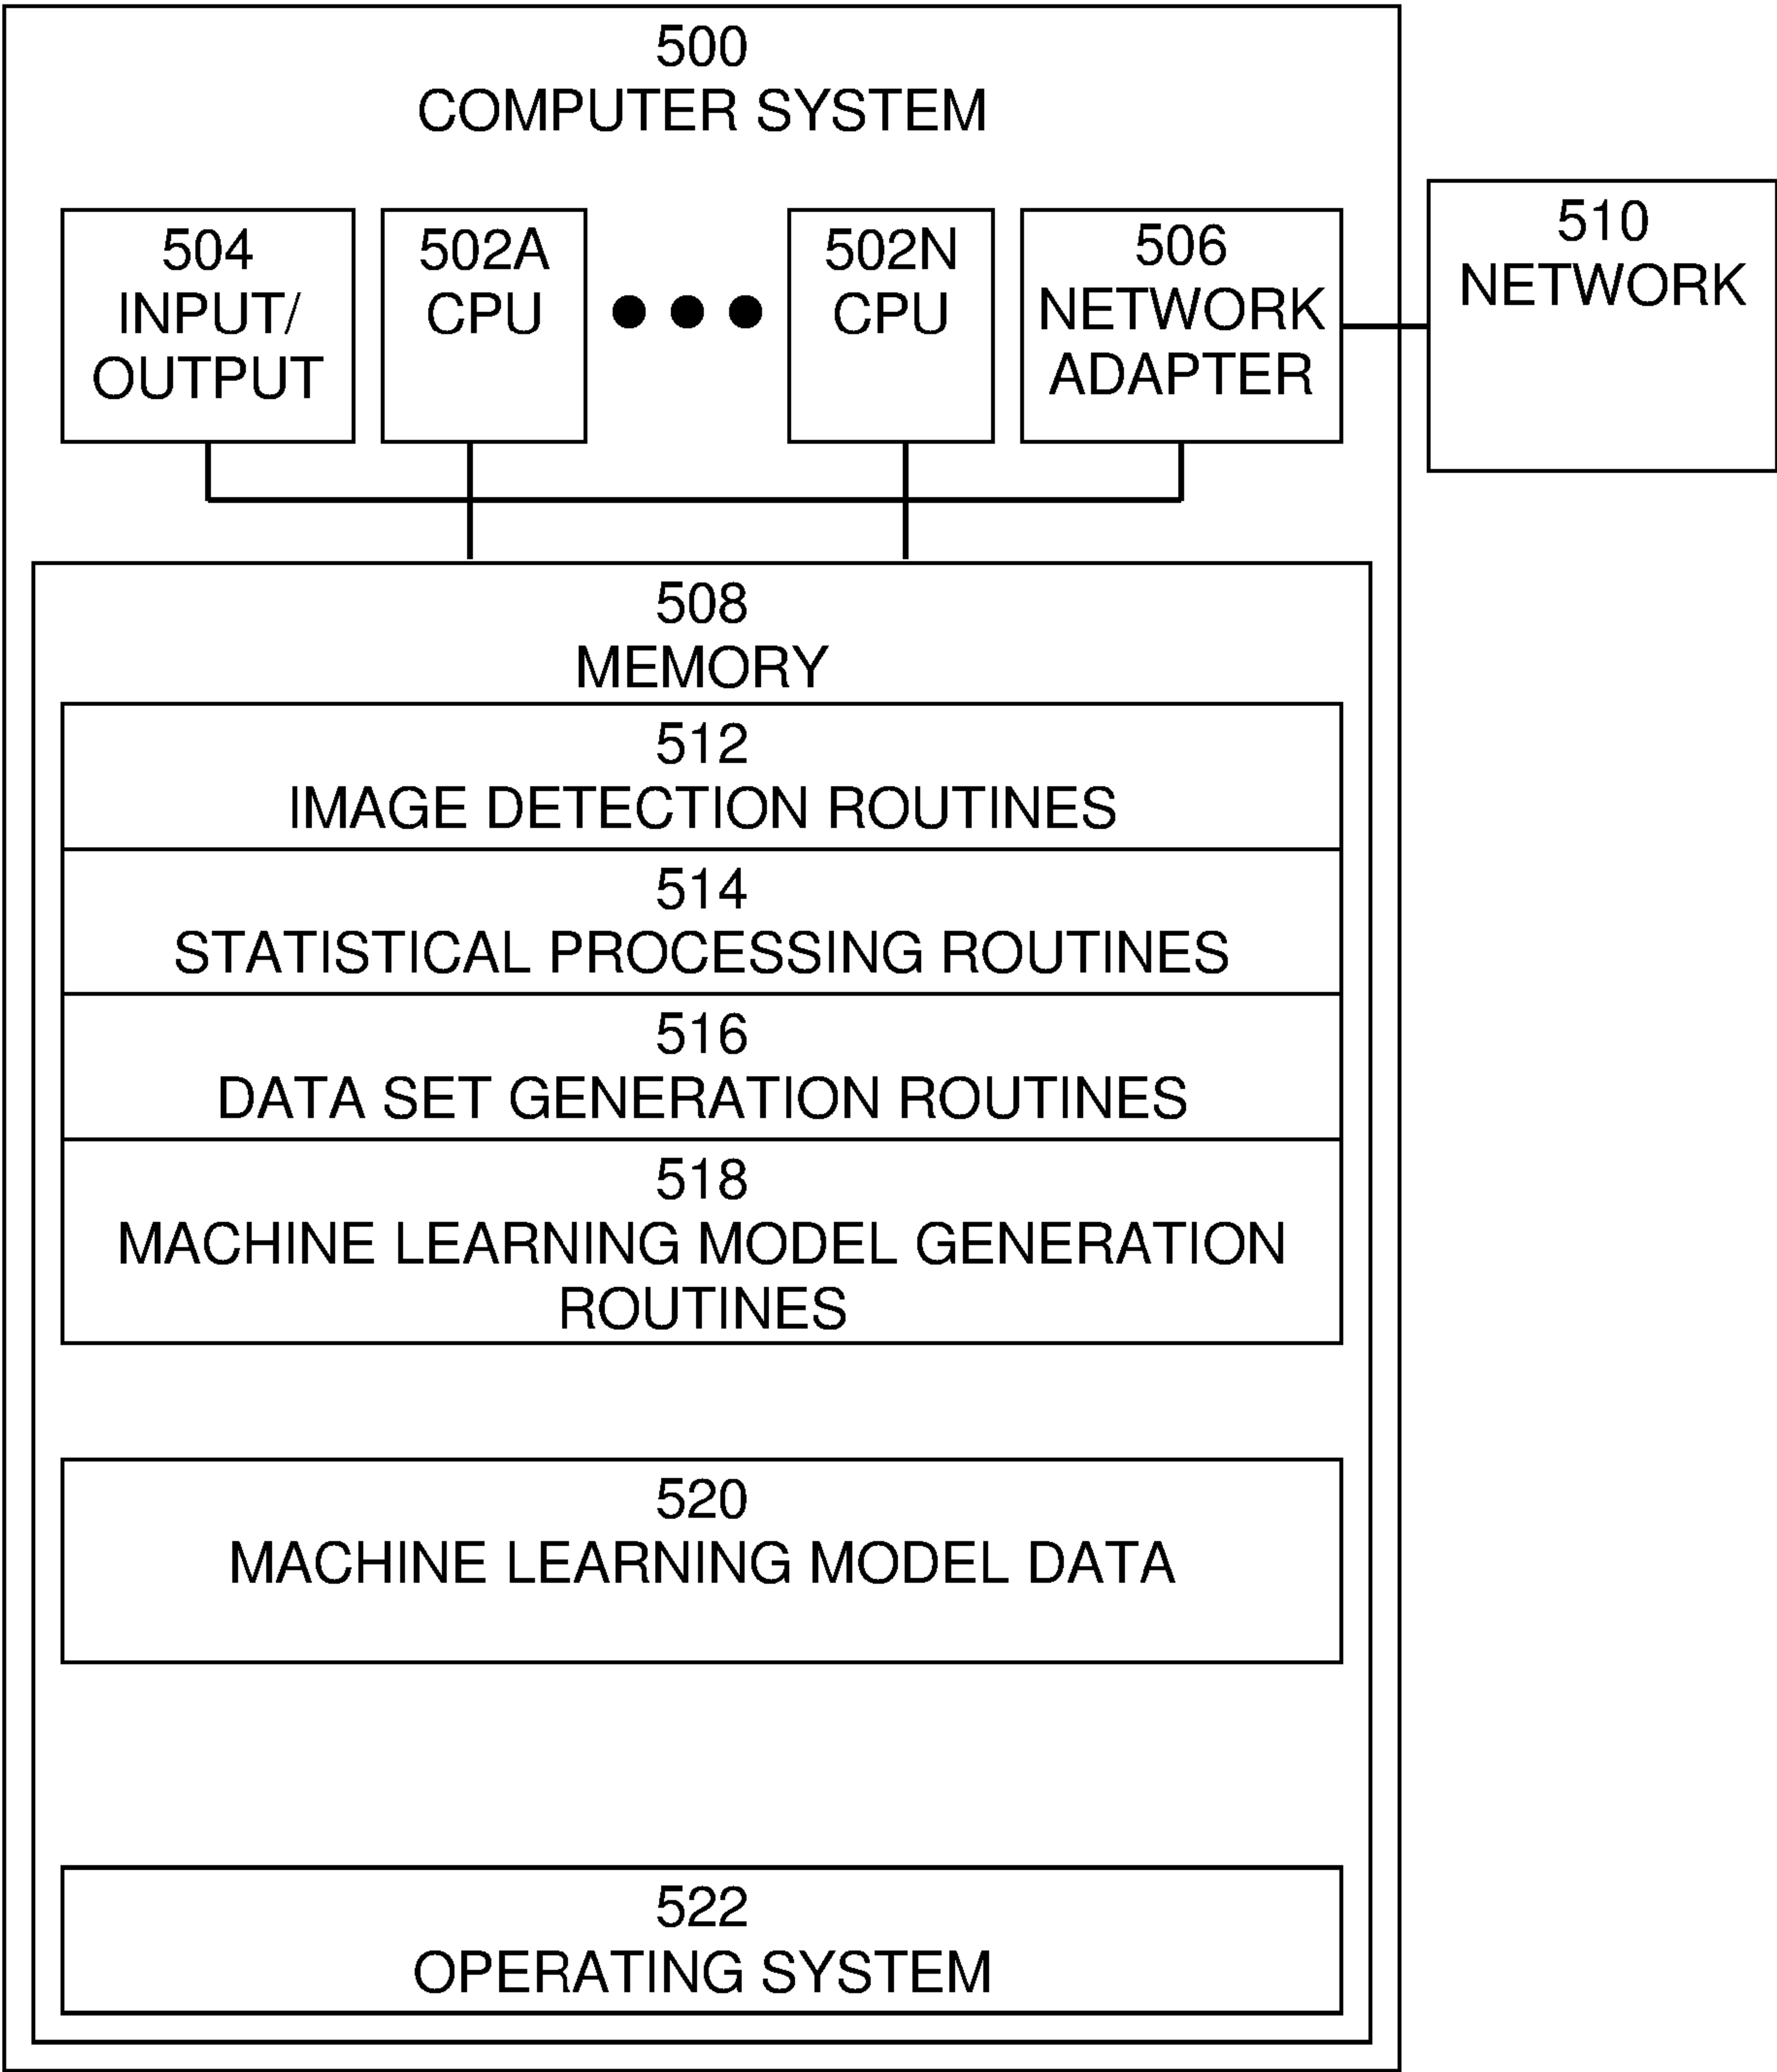 500
COMPUTER SYSTEM
504
INPUT/
OUTPUT
502A
CPU
502N
CPU
506
NETWORK
ADAPTER
510
NETWORK
508
MEMORY
512
IMAGE DETECTION ROUTINES
514
STATISTICAL PROCESSING ROUTINES
516
DATA SET GENERATION ROUTINES
518
MACHINE LEARNING MODEL GENERATION
ROUTINES
520
MACHINE LEARNING MODEL DATA
522
OPERATING SYSTEM